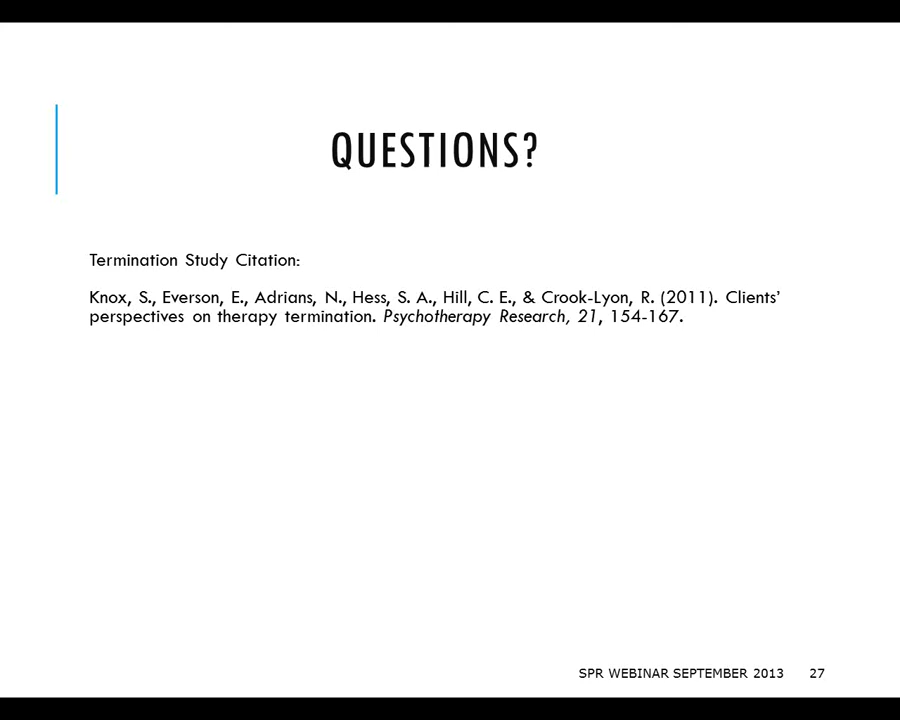 QUESTIONS?
Termination Study Citation:
Knox, S., Everson, E., Adrians, N., Hess, S. A., Hill, C. E., & Crook-Lyon, R. (2011). Clients’
perspectives on therapy termination. Psychotherapy Research, 21, 154-167.
SPR WEBINAR SEPTEMBER 2013 27